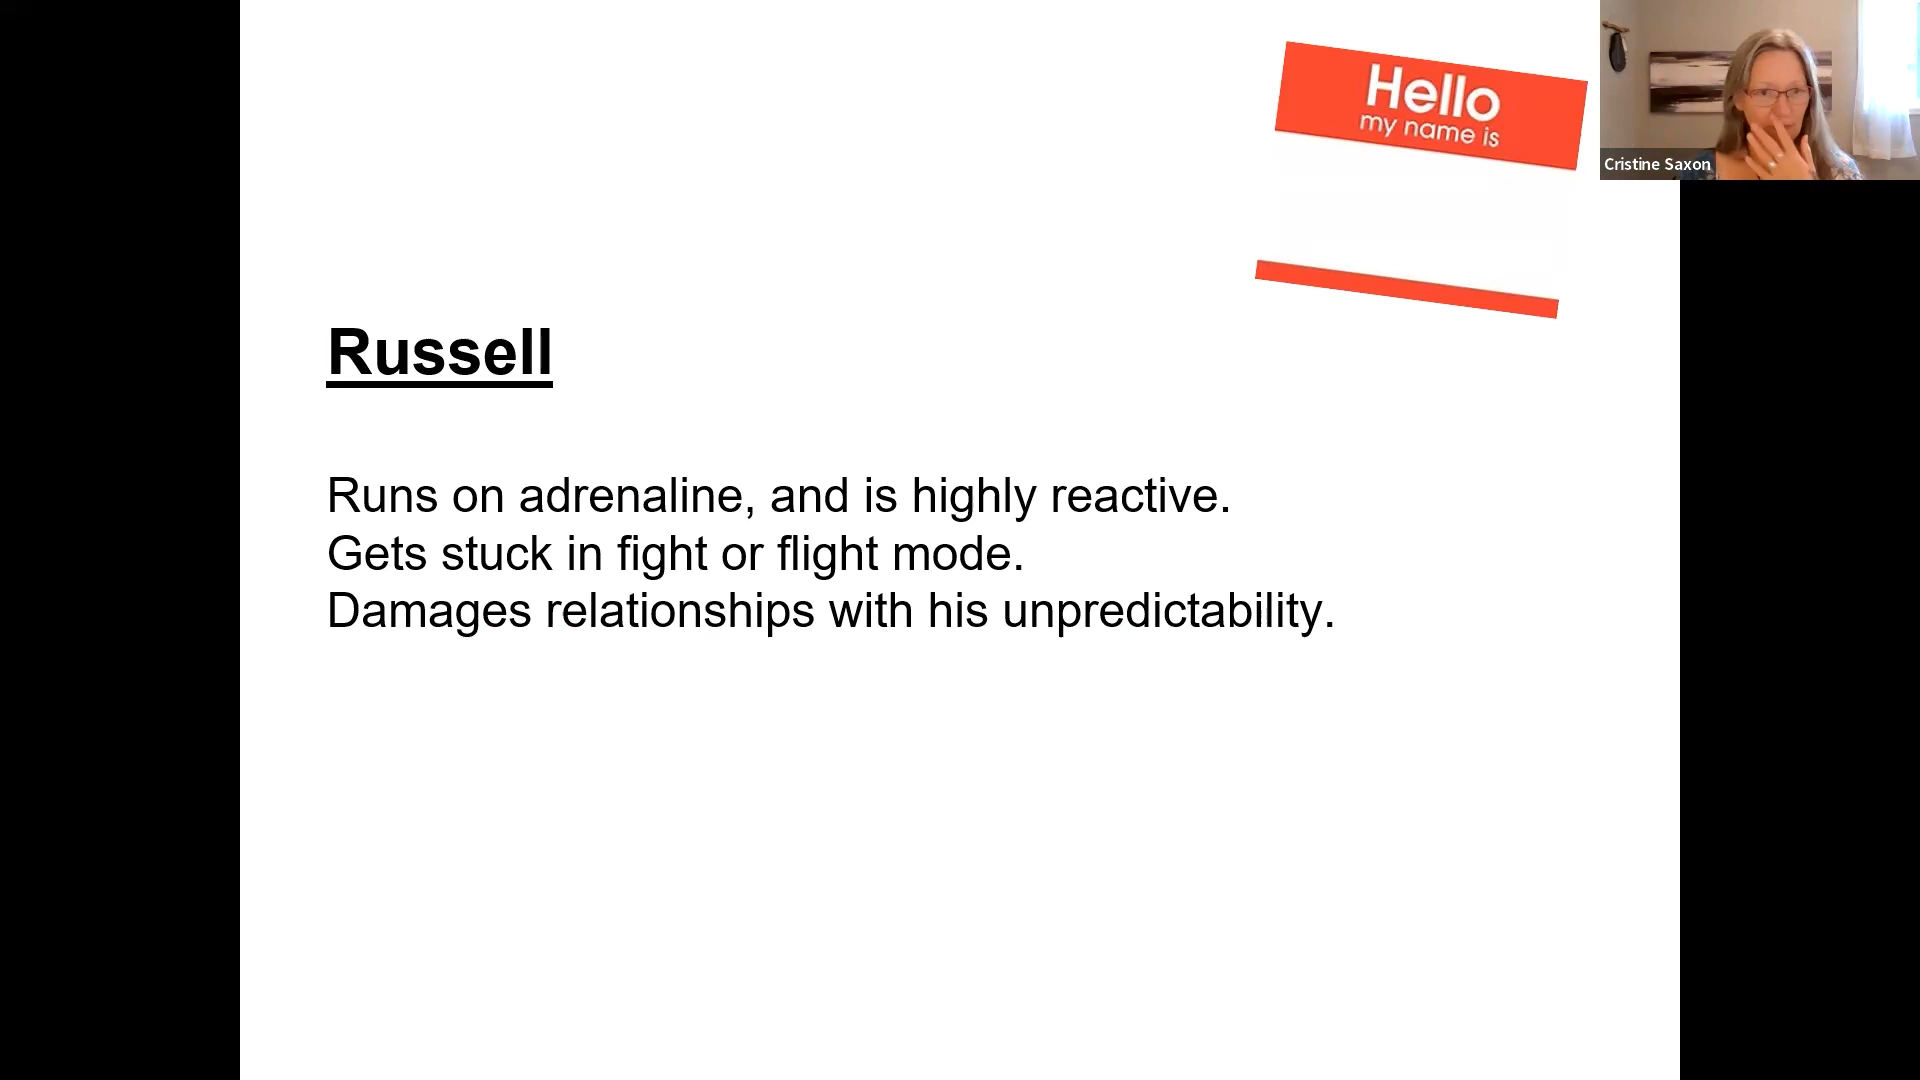 Hello
my name is
Cristine Saxon
Russell
Runs on adrenaline, and is highly reactive.
Gets stuck in fight or flight mode.
Damages relationships with his unpredictability.